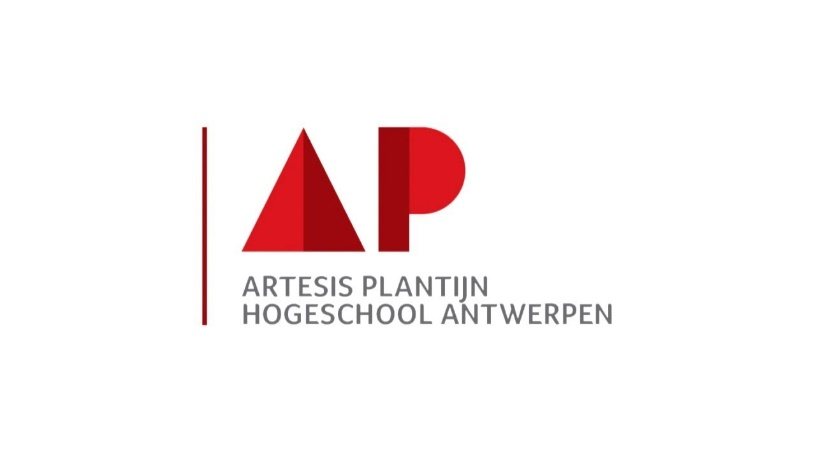 AP
ARTESIS PLANTIJN
HOGESCHOOL ANTWERPEN